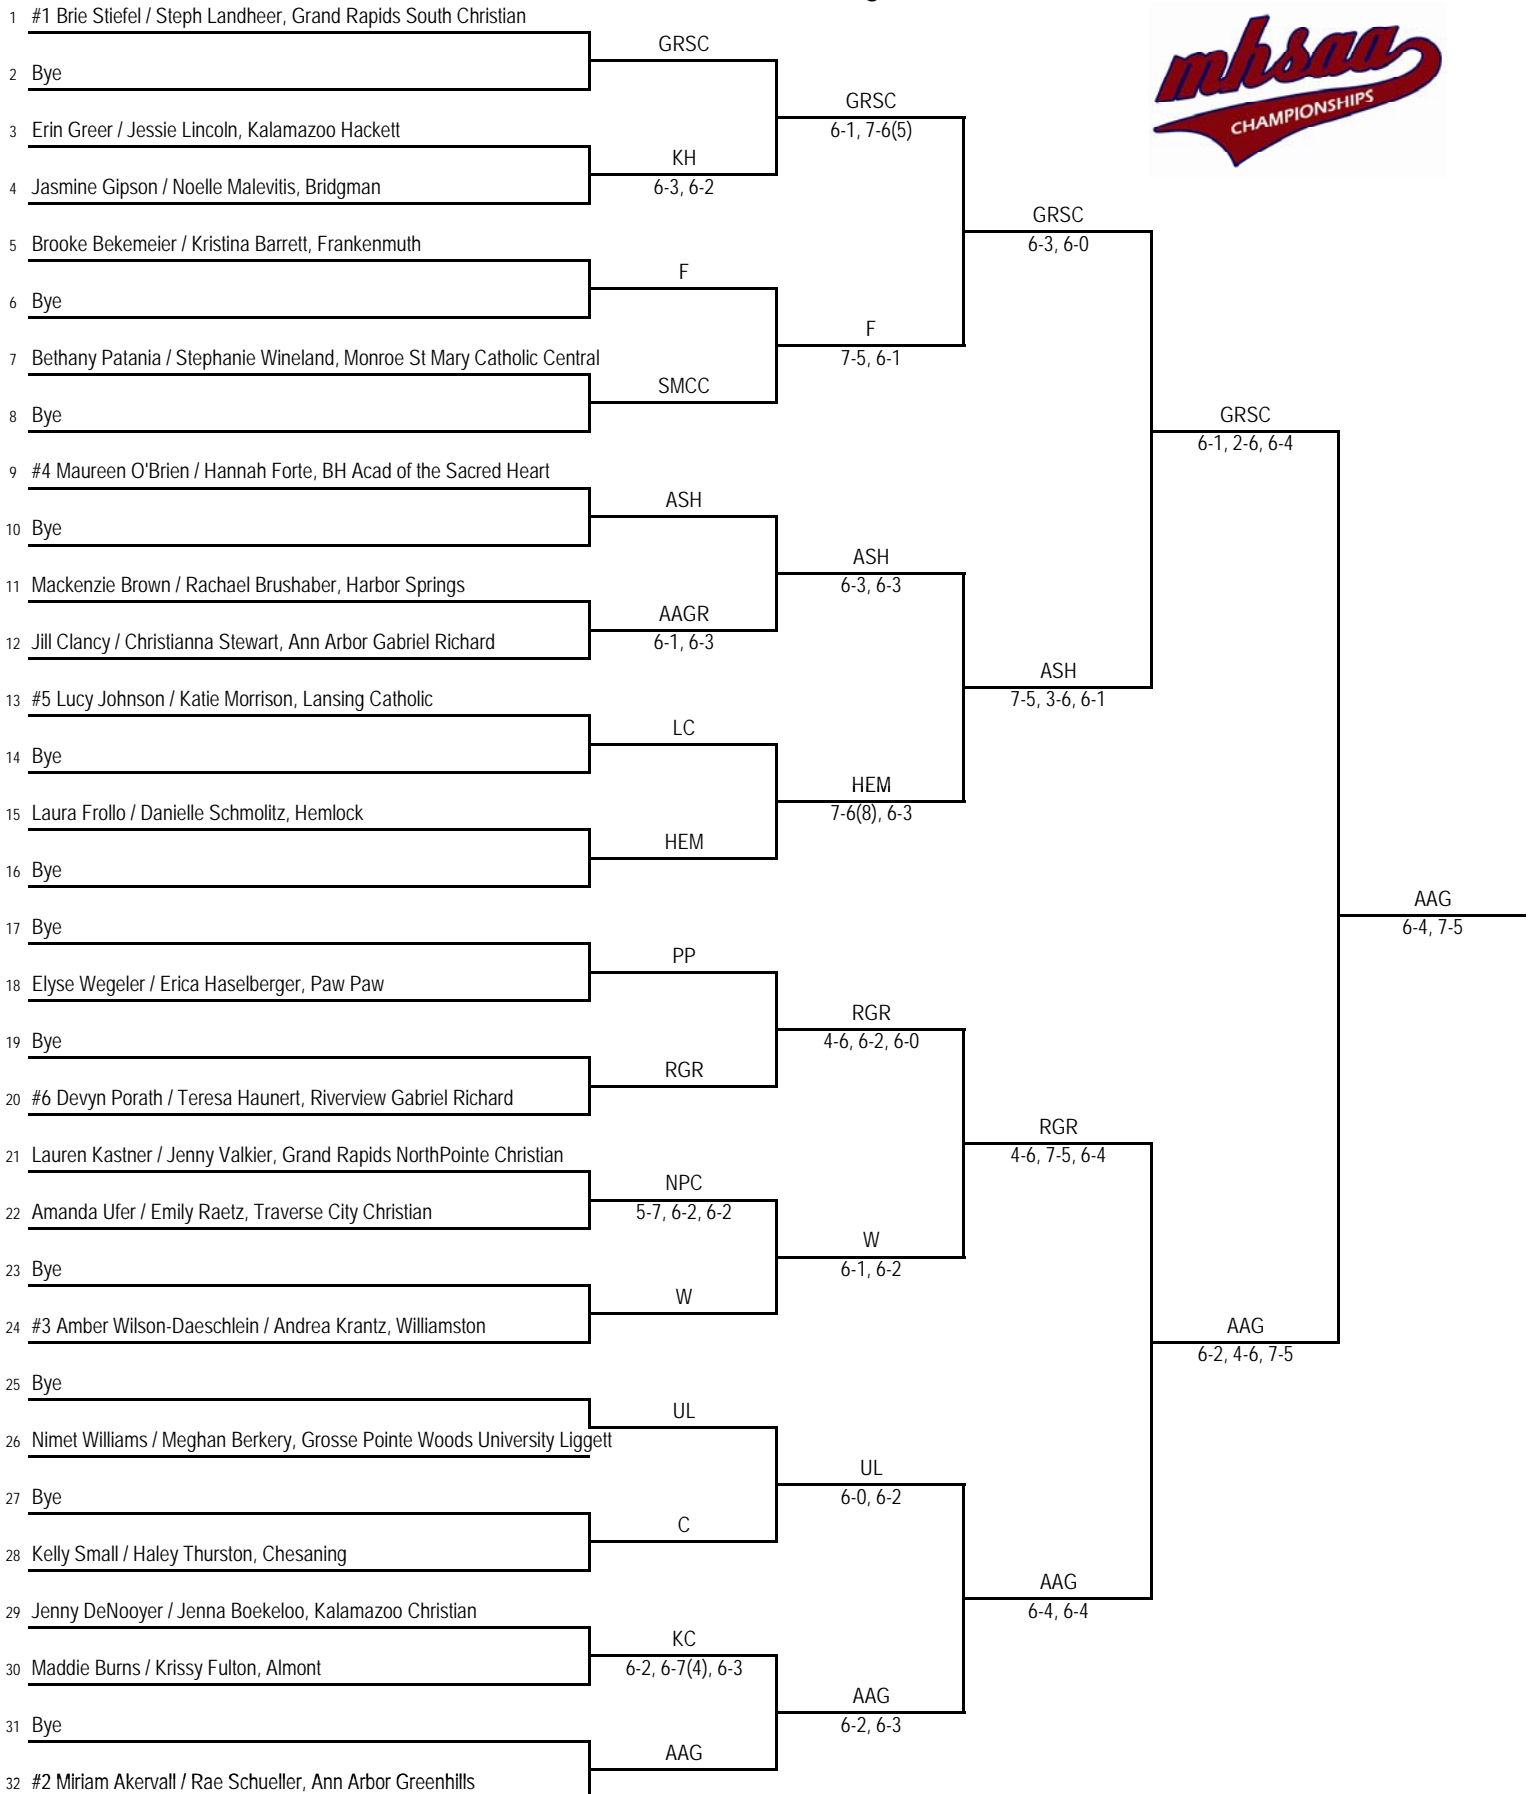 1 #1 Brie Stiefel / Steph Landheer, Grand Rapids South Christian
GRSC
2 Bye
GRSC
6-1, 7-6(5)
3 Erin Greer / Jessie Lincoln, Kalamazoo Hackett
KH
6-3, 6-2
4 Jasmine Gipson / Noelle Malevitis, Bridgman
GRSC
6-3, 6-0
5 Brooke Bekemeier / Kristina Barrett, Frankenmuth
F
6 Bye
F
7-5, 6-1
7 Bethany Patania / Stephanie Wineland, Monroe St Mary Catholic Central
SMCC
8 Bye
GRSC
6-1, 2-6, 6-4
9 #4 Maureen O'Brien / Hannah Forte, BH Acad of the Sacred Heart
ASH
10 Bye
ASH
6-3, 6-3
11 Mackenzie Brown / Rachael Brushaber, Harbor Springs
AAGR
6-1, 6-3
12 Jill Clancy / Christianna Stewart, Ann Arbor Gabriel Richard
ASH
7-5, 3-6, 6-1
13 #5 Lucy Johnson / Katie Morrison, Lansing Catholic
LC
14 Bye
HEM
7-6(8), 6-3
15 Laura Frollo / Danielle Schmolitz, Hemlock
HEM
16 Bye
AAG
6-4, 7-5
17 Bye
PP
18 Elyse Wegeler / Erica Haselberger, Paw Paw
RGR
4-6, 6-2, 6-0
19 Bye
RGR
20 #6 Devyn Porath / Teresa Haunert, Riverview Gabriel Richard
RGR
4-6, 7-5, 6-4
21 Lauren Kastner / Jenny Valkier, Grand Rapids NorthPointe Christian
NPC
5-7, 6-2, 6-2
22 Amanda Ufer / Emily Raetz, Traverse City Christian
W
6-1, 6-2
23 Bye
W
24 #3 Amber Wilson-Daeschlein / Andrea Krantz, Williamston
AAG
6-2, 4-6, 7-5
25 Bye
UL
26 Nimet Williams / Meghan Berkery, Grosse Pointe Woods University Liggett
UL
6-0, 6-2
27 Bye
C
28 Kelly Small / Haley Thurston, Chesaning
AAG
6-4, 6-4
29 Jenny DeNooyer / Jenna Boekeloo, Kalamazoo Christian
KC
6-2, 6-7(4), 6-3
30 Maddie Burns / Krissy Fulton, Almont
AAG
6-2, 6-3
31 Bye
AAG
32 #2 Miriam Akervall / Rae Schueller, Ann Arbor Greenhills
mhsaa
CHAMPIONSHIPS